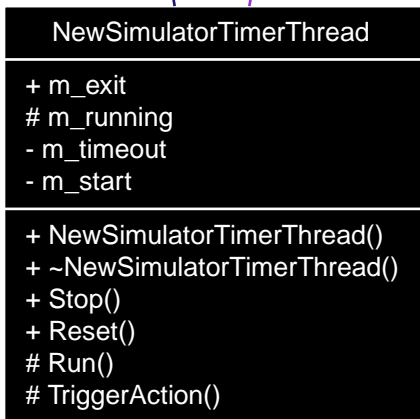 NewSimulatorTimerThread
+ m_exit
# m_running
- m_timeout
- m_start
+ NewSimulatorTimerThread()
+ ~NewSimulatorTimerThread()
+ Stop()
+ Reset()
# Run()
# TriggerAction()